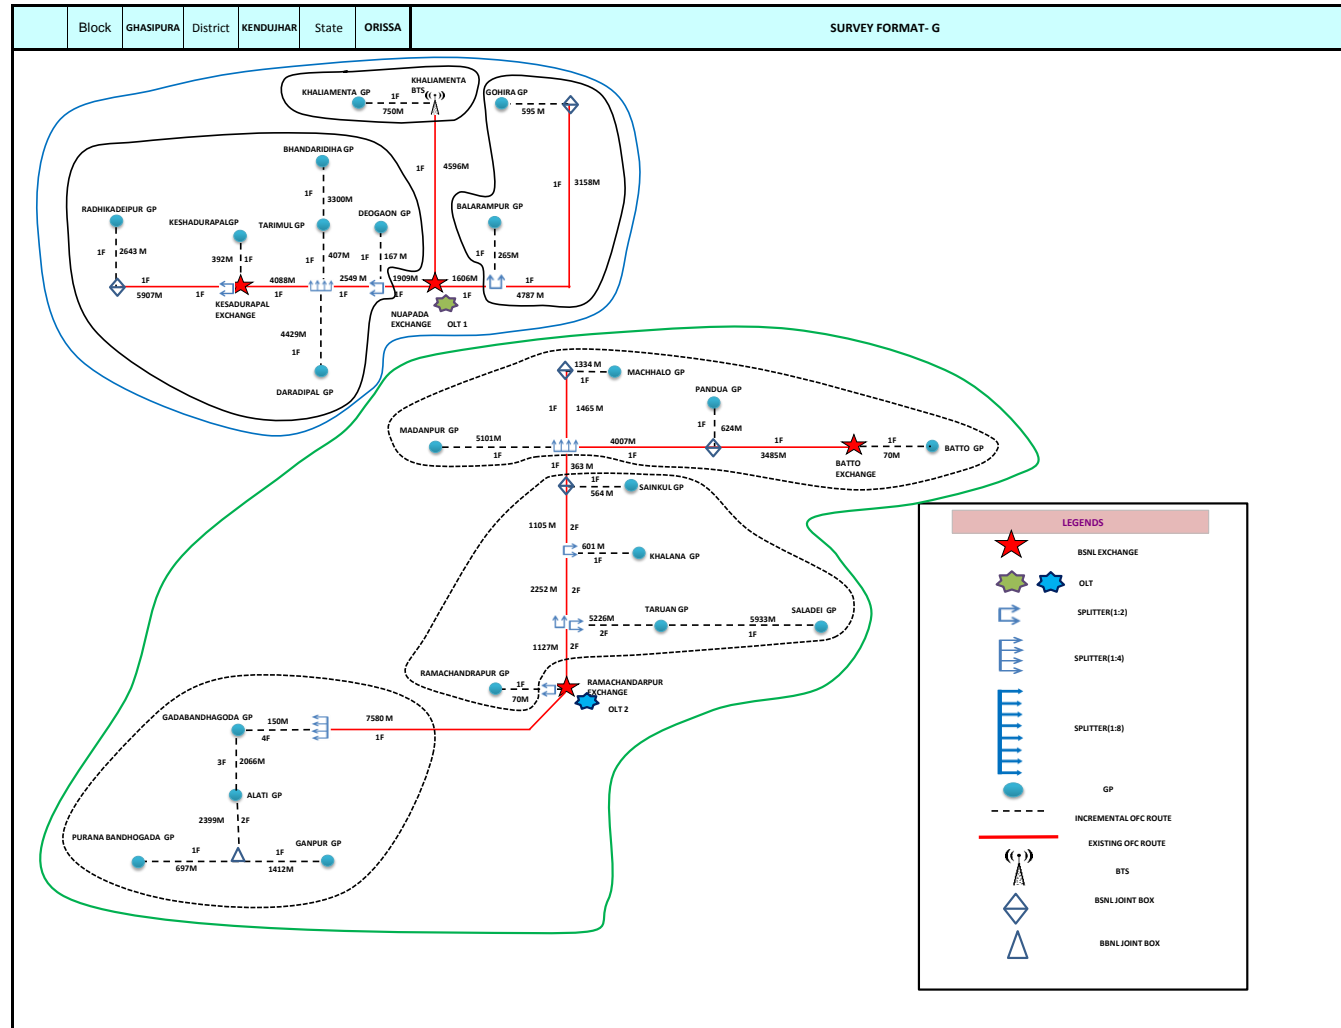 Block GHASIPURA District KENDUJHAR State ORISSA SURVEY FORMAT- G
KHALIAMENTA
BTS
KHALIAMENTA GP
1F
750M
GOHIRA GP
595 M
1F
4596M
1F
3158M
BHANDARIDHA GP
1F
3300M
RADHIKADEIPUR GP
KESHADURAPALGP
TARIMUL GP
DEOGAON GP
BALARAMPUR GP
1F
2643 M
392M
1F
1F
407M
1F
167 M
1F
265M
1F
5907M
1F
4088M
1F
2549 M
1F
1909M
1F
1606M
1F
1F
4787 M
KESADURAPAL
EXCHANGE
NUAPADA
EXCHANGE
OLT 1
4429M
1F
DARADIPAL GP
1334 M
1F
MACHHALO GP
1F
1465 M
PANDUA GP
1F
624M
MADANPUR GP
5101M
1F
4007M
1F
1F
3485M
BATTO
EXCHANGE
1F
70M
BATTO GP
1F
363 M
1F
564 M
SAINKUL GP
1105 M
2F
601 M
1F
KHALANA GP
2252 M
2F
5226M
2F
TARUAN GP
5933M
1F
SALADEI GP
1127M
2F
RAMACHANDRAPUR GP
1F
70M
RAMACHANDARPUR
EXCHANGE
OLT 2
GADABANDHAGODA GP
150M
4F
7580 M
1F
3F
2066M
ALATI GP
2399M
2F
PURANA BANDHOGADA GP
1F
697M
GANPUR GP
1F
1412M
LEGENDS
BSNL EXCHANGE
OLT
SPLITTER(1:2)
SPLITTER(1:4)
SPLITTER(1:8)
GP
INCREMENTAL OFC ROUTE
EXISTING OFC ROUTE
BTS
BSNL JOINT BOX
BBNL JOINT BOX